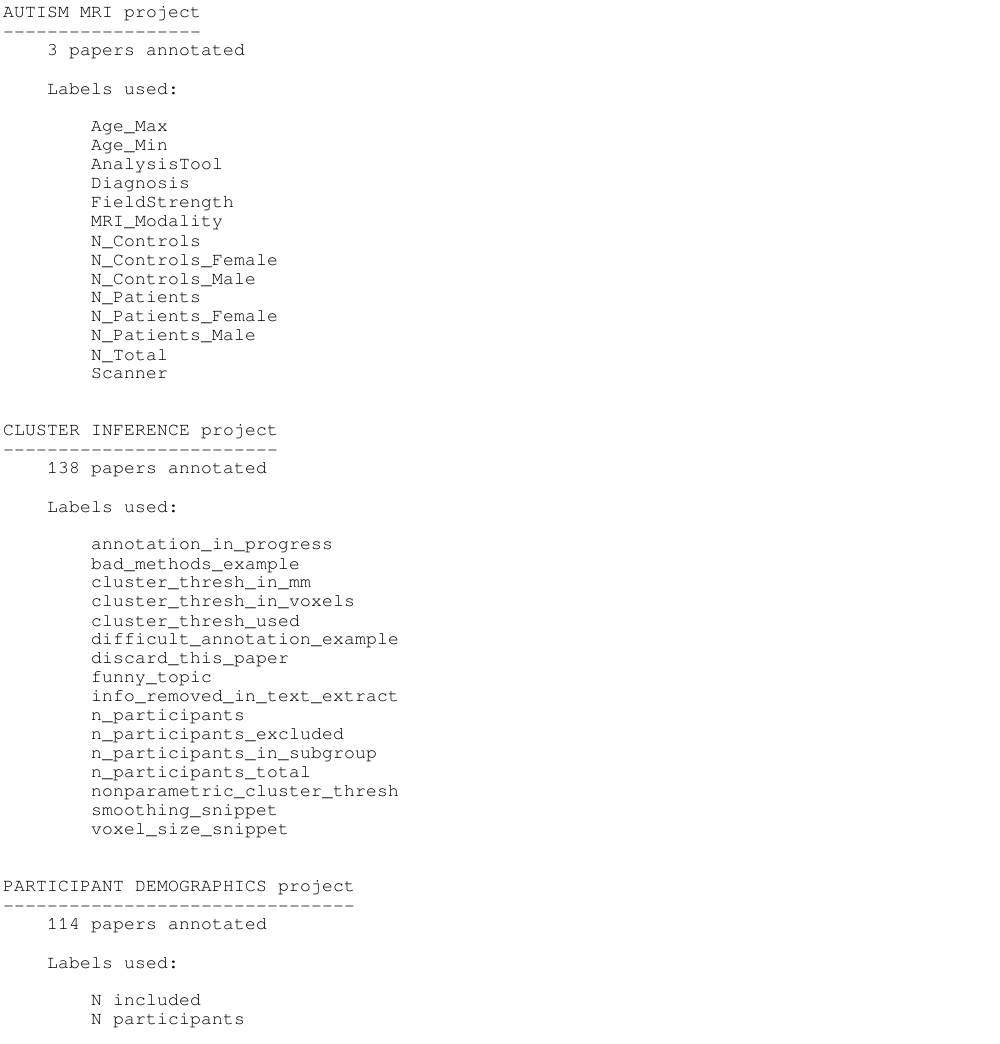 AUTISM MRI project
------------------
3 papers annotated
Labels used:
Age_Max
Age_Min
AnalysisTool
Diagnosis
FieldStrength
MRI_Modality
N_Controls
N_Controls_Female
N_Controls_Male
N_Patients
N_Patients_Female
N_Patients_Male
N_Total
Scanner
CLUSTER INFERENCE project
-------------------------
138 papers annotated
Labels used:
annotation_in_progress
bad_methods_example
cluster_thresh_in_mm
cluster_thresh_in_voxels
cluster_thresh_used
difficult_annotation_example
discard_this_paper
funny_topic
info_removed_in_text_extract
n_participants
n_participants_excluded
n_participants_in_subgroup
n_participants_total
nonparametric_cluster_thresh
smoothing_snippet
voxel_size_snippet
PARTICIPANT DEMOGRAPHICS project
--------------------------------
114 papers annotated
Labels used:
N included
N participants